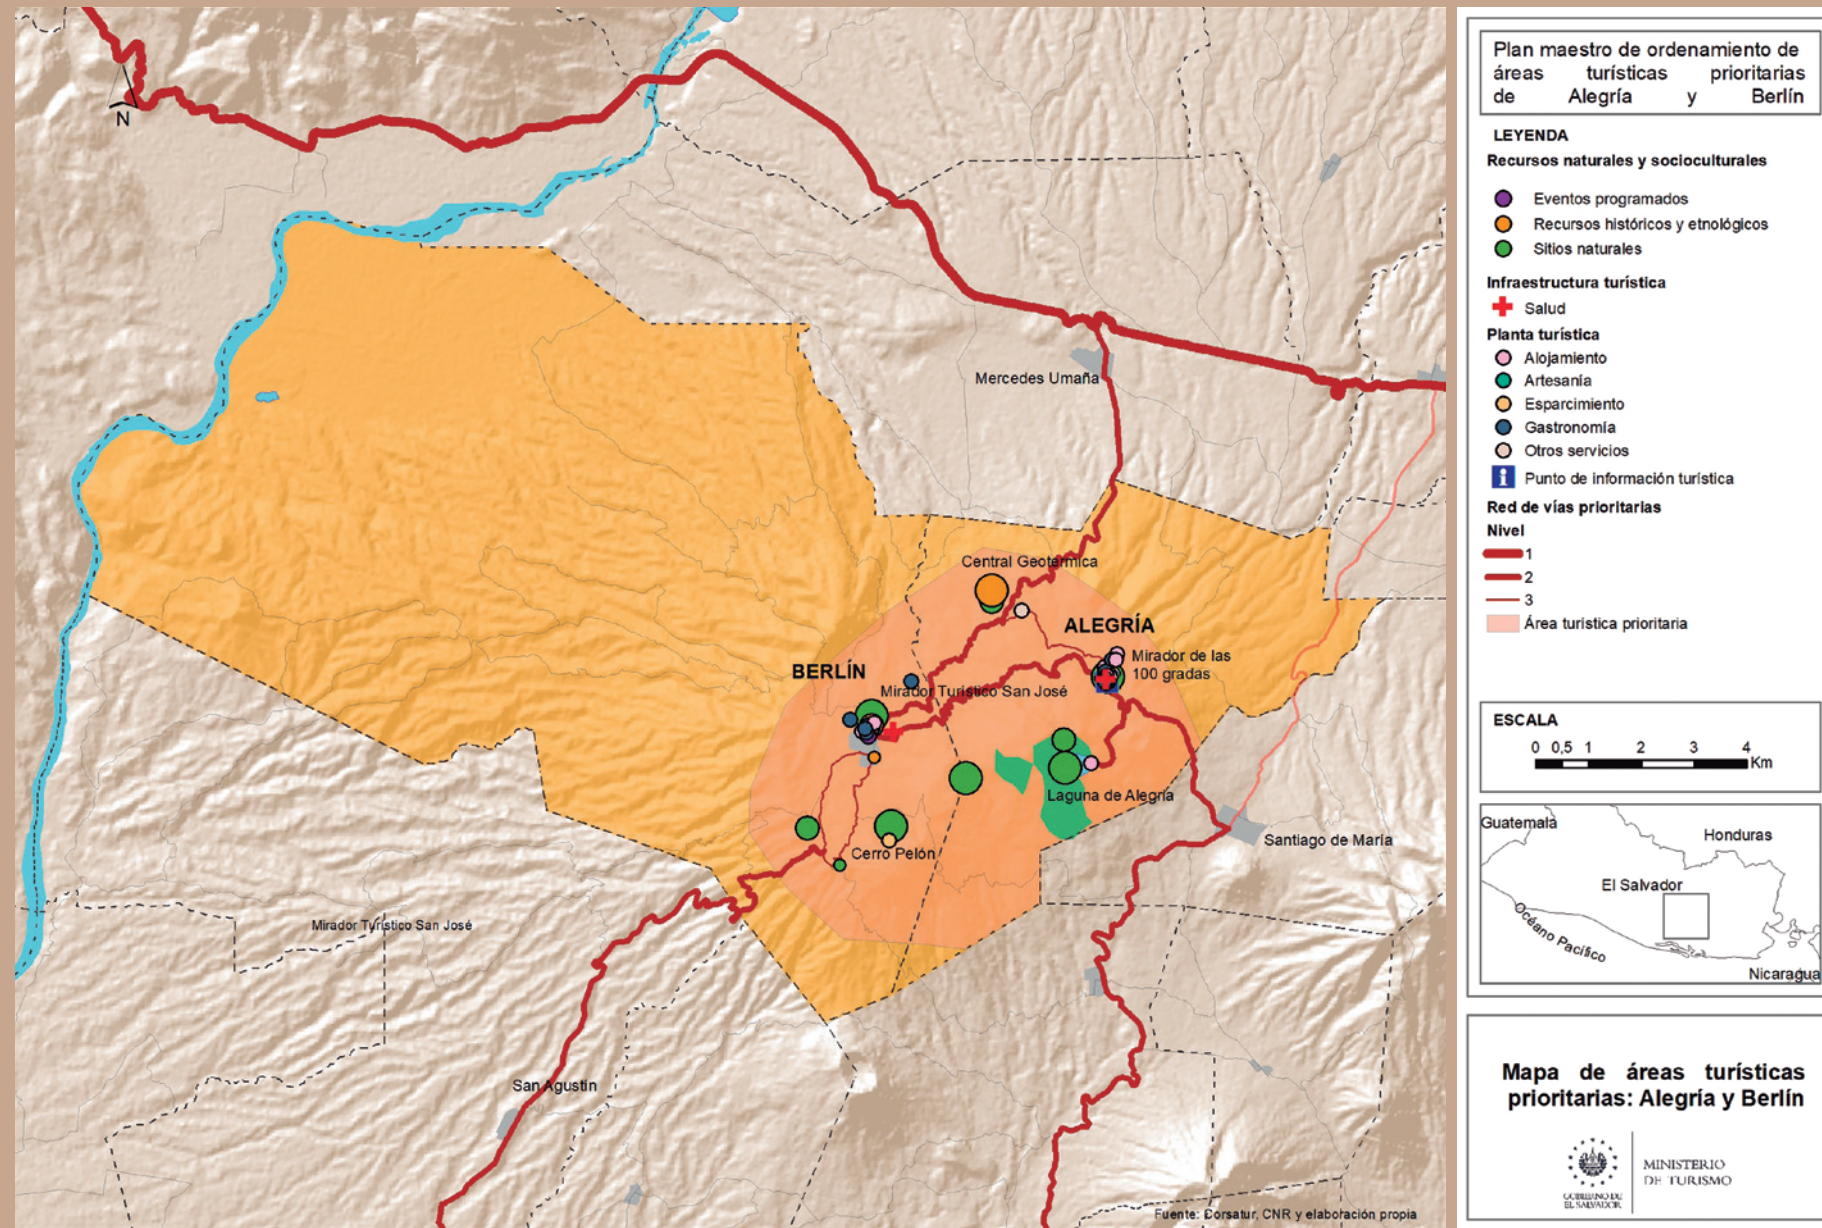 N
Mercedes Umaña
Central Geotérmica
ALEGRÍA
Mirador de las
100 gradas
BERLÍN
Mirador Turístico San José
Laguna de Alegría
Santiago de María
Cerro Pelón
Mirador Turístico San José
San Agustín
Fuente: Corsatur, CNR y elaboración propia
Plan maestro de ordenamiento de
áreas turísticas prioritarias
de Alegría y Berlín
LEYENDA
Recursos naturales y socioculturales
Eventos programados
Recursos históricos y etnológicos
Sitios naturales
Infraestructura turística
Salud
Planta turística
Alojamiento
Artesanía
Esparcimiento
Gastronomía
Otros servicios
i Punto de información turística
Red de vías prioritarias
Nivel
1
2
3
Área turística prioritaria
ESCALA
0 0,5 1 2 3 4
Km
Guatemala
Honduras
El Salvador
Océano Pacífico
Nicaragua
Mapa de áreas turísticas
prioritarias: Alegría y Berlín
MINISTERIO
DE TURISMO
GOBIERNO DE
EL SALVADOR